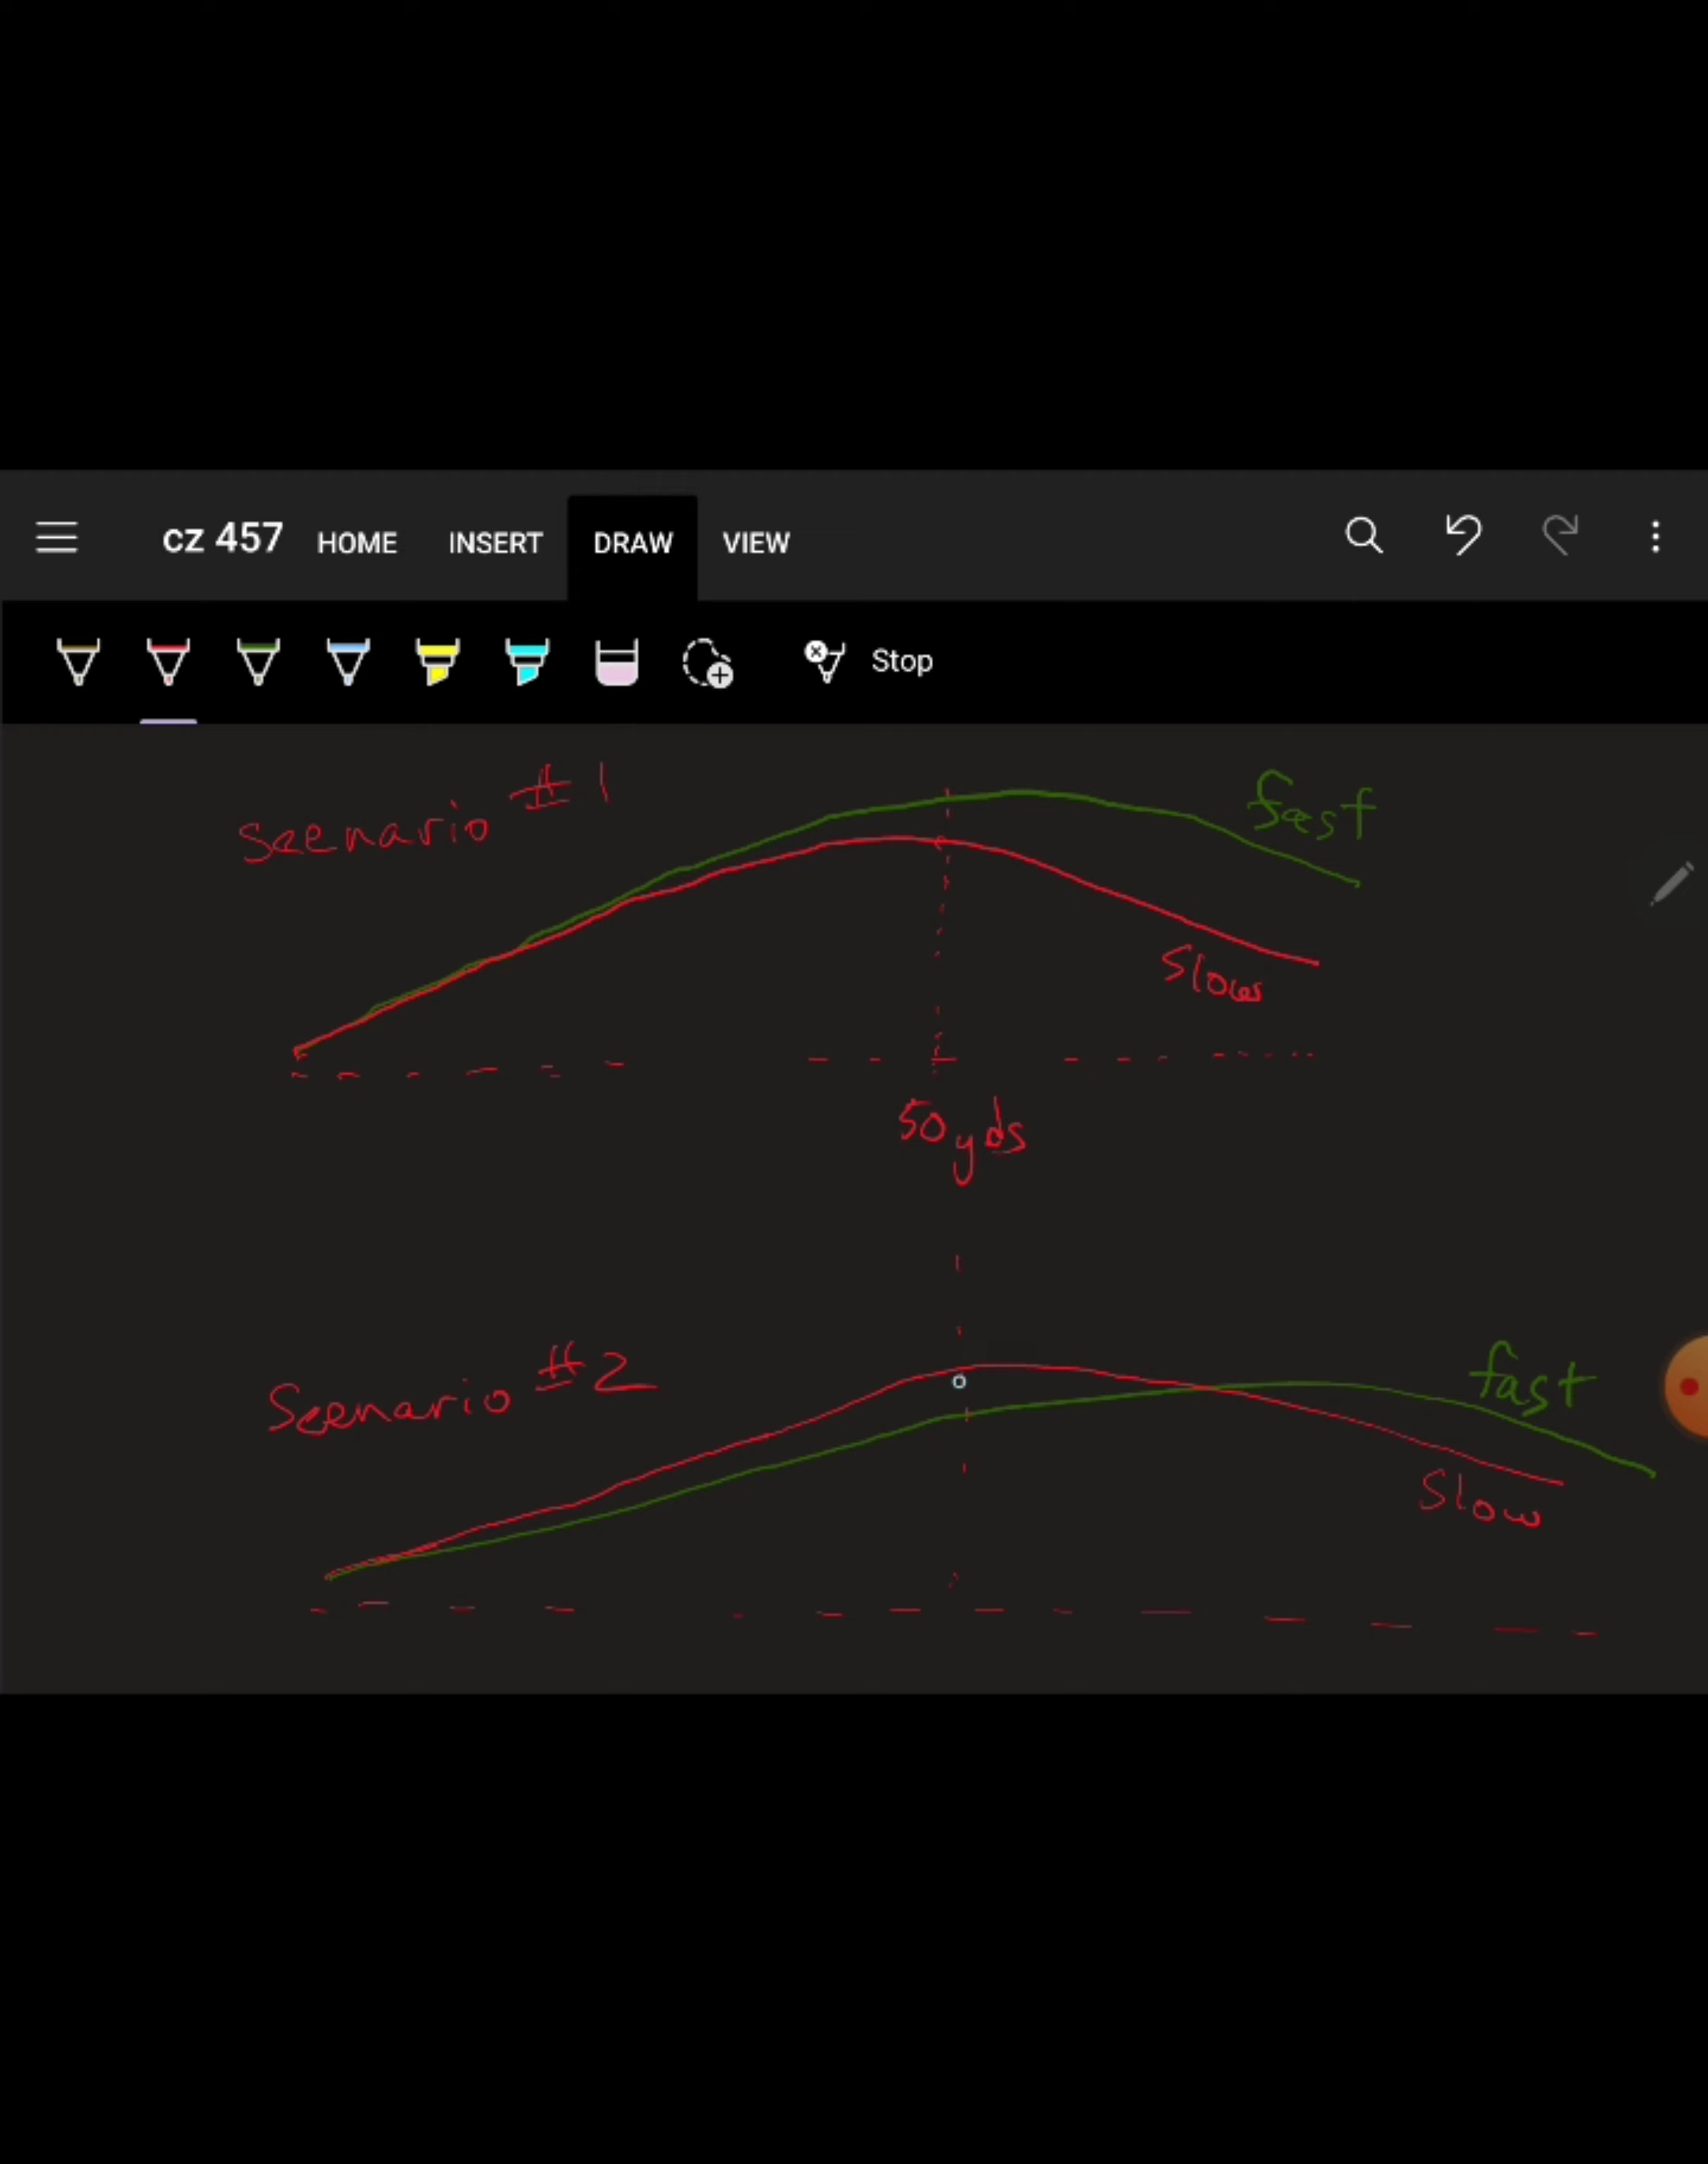 cz 457 HOME INSERT DRAW VIEW
Stop
Scenario #1
fast
Slow
50yds
Scenario #2
fast
Slow